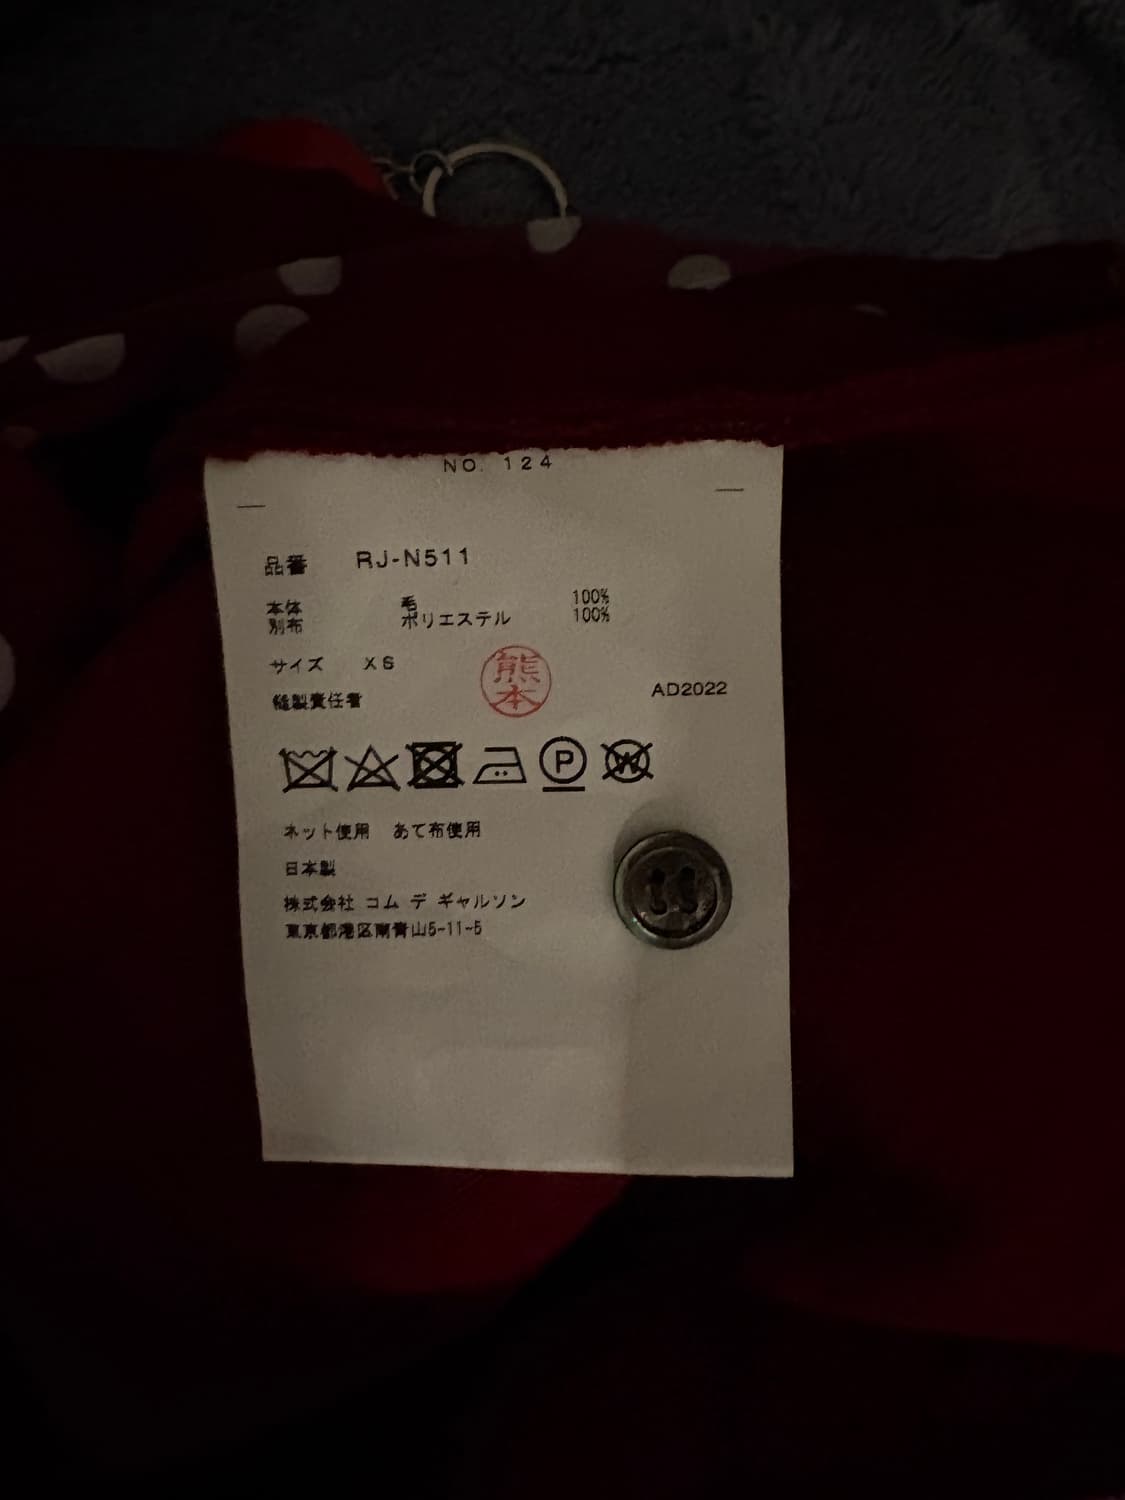 NO. 124
品番 RJ-N511
本体 毛 100%
別布 ポリエステル 100%
サイズ XS
熊本
縫製責任者 AD2022
P W
ネット使用 あて布使用
日本製
株式会社 コム デ ギャルソン
東京都港区南青山5-11-5